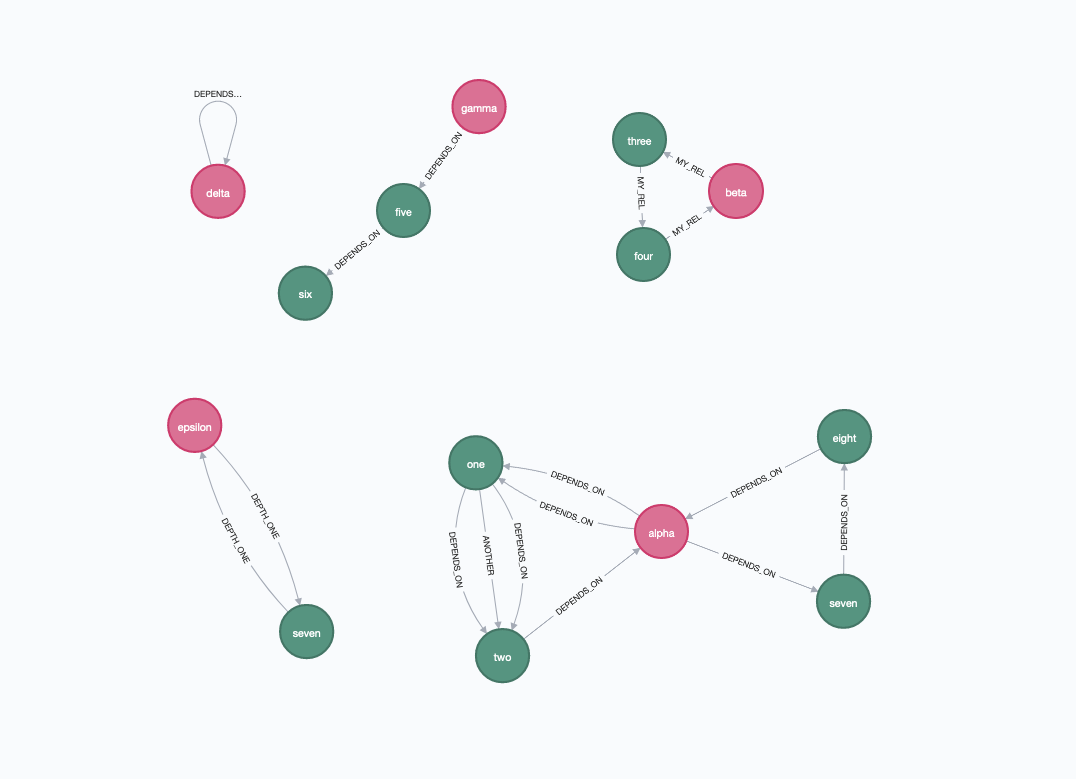 DEPENDS...
delta
gamma
DEPENDS_ON
five
DEPENDS_ON
six
three
MY_REL
beta
MY_REL
MY_REL
four
epsilon
DEPTH_ONE
DEPTH_ONE
seven
one
DEPENDS_ON
DEPENDS_ON
DEPENDS_ON
ANOTHER
DEPENDS_ON
two
DEPENDS_ON
alpha
eight
DEPENDS_ON
DEPENDS_ON
DEPENDS_ON
seven